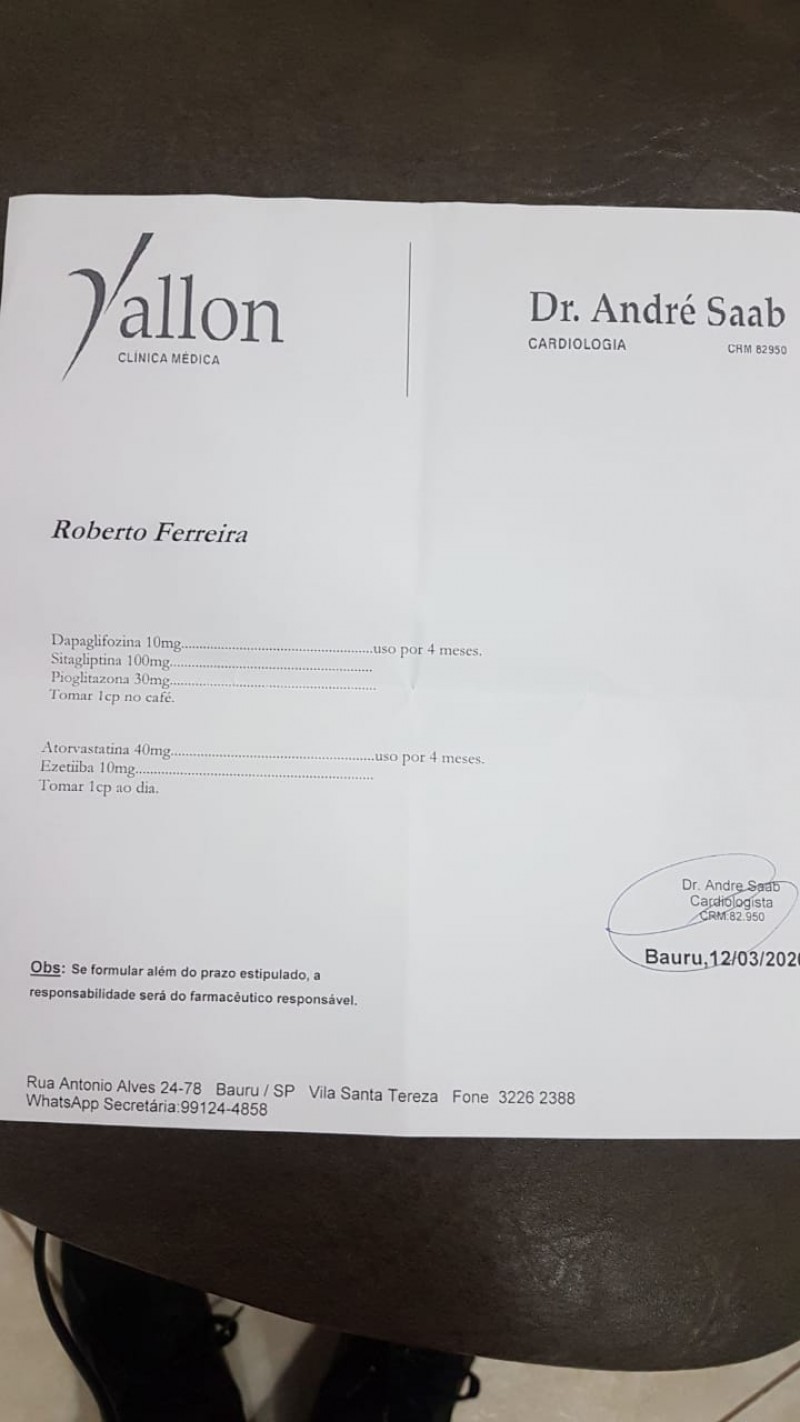 Yallon
CLÍNICA MÉDICA
Dr. André Saab
CARDIOLOGIA CRM 82950
Roberto Ferreira
Dapaglifozina 10mg................................................uso por 4 meses.
Sitagliptina 100mg...................................................
Pioglitazona 30mg....................................................
Tomar 1cp no café.
Atorvastatina 40mg...................................................uso por 4 meses.
Ezetiiba 10mg............................................................
Tomar 1cp ao dia.
Dr. Andre Saab
Cardiologista
CRM.82.950
Bauru,12/03/2020
Obs: Se formular além do prazo estipulado, a
responsabilidade será do farmacêutico responsável.
Rua Antonio Alves 24-78 Bauru / SP Vila Santa Tereza Fone 3226 2388
WhatsApp Secretária:99124-4858